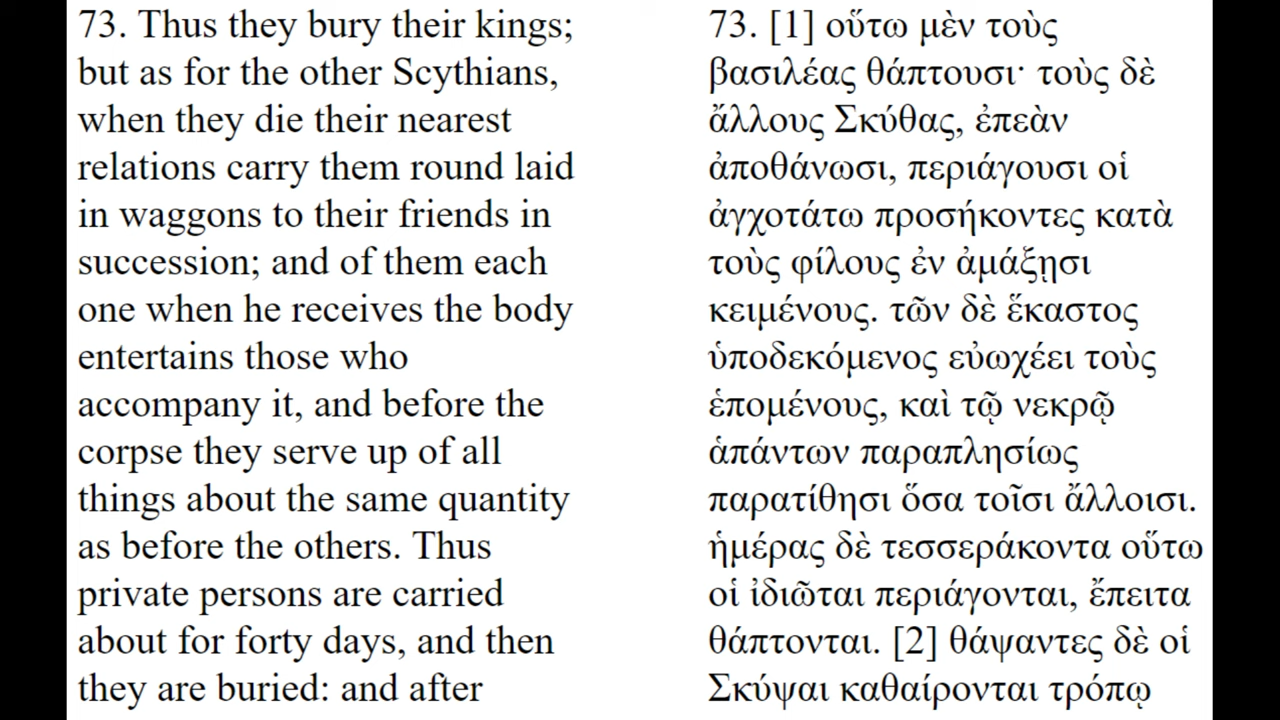 73. Thus they bury their kings;
but as for the other Scythians,
when they die their nearest
relations carry them round laid
in waggons to their friends in
succession; and of them each
one when he receives the body
entertains those who
accompany it, and before the
corpse they serve up of all
things about the same quantity
as before the others. Thus
private persons are carried
about for forty days, and then
they are buried: and after
73. [1] οὕτω μὲν τοὺς
βασιλέας θάπτουσι· τοὺς δὲ
ἄλλους Σκύθας, ἐπεὰν
ἀποθάνωσι, περιάγουσι οἱ
ἀγχοτάτω προσήκοντες κατὰ
τοὺς φίλους ἐν ἁμάξῃσι
κειμένους. τῶν δὲ ἕκαστος
ὑποδεκόμενος εὐωχέει τοὺς
ἑπομένους, καὶ τῷ νεκρῷ
ἁπάντων παραπλησίως
παρατίθησι ὅσα τοῖσι ἄλλοισι.
ἡμέρας δὲ τεσσεράκοντα οὕτω
οἱ ἰδιῶται περιάγονται, ἔπειτα
θάπτονται. [2] θάψαντες δὲ οἱ
Σκύψαι καθαίρονται τρόπῳ